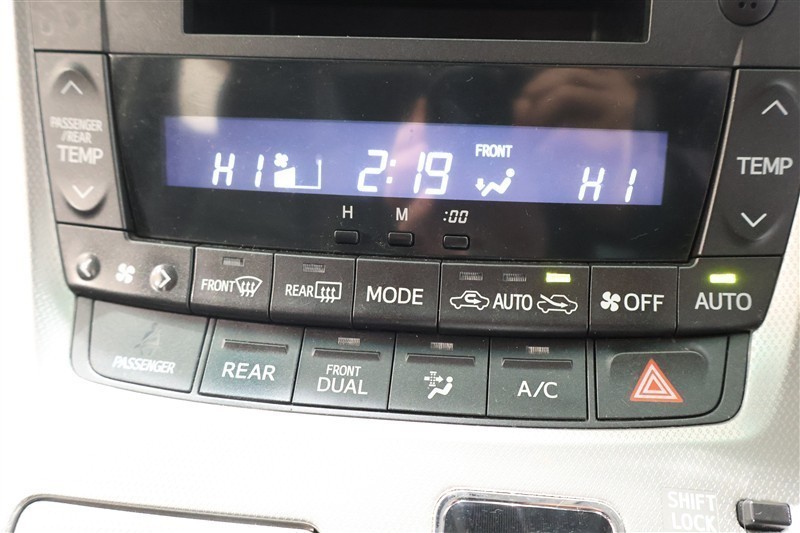 PASSENGER
/REAR
TEMP
HI 2:19 FRONT HI
TEMP
H M :00
FRONT REAR MODE AUTO OFF AUTO
PASSENGER REAR FRONT
DUAL A/C
SHIFT
LOCK